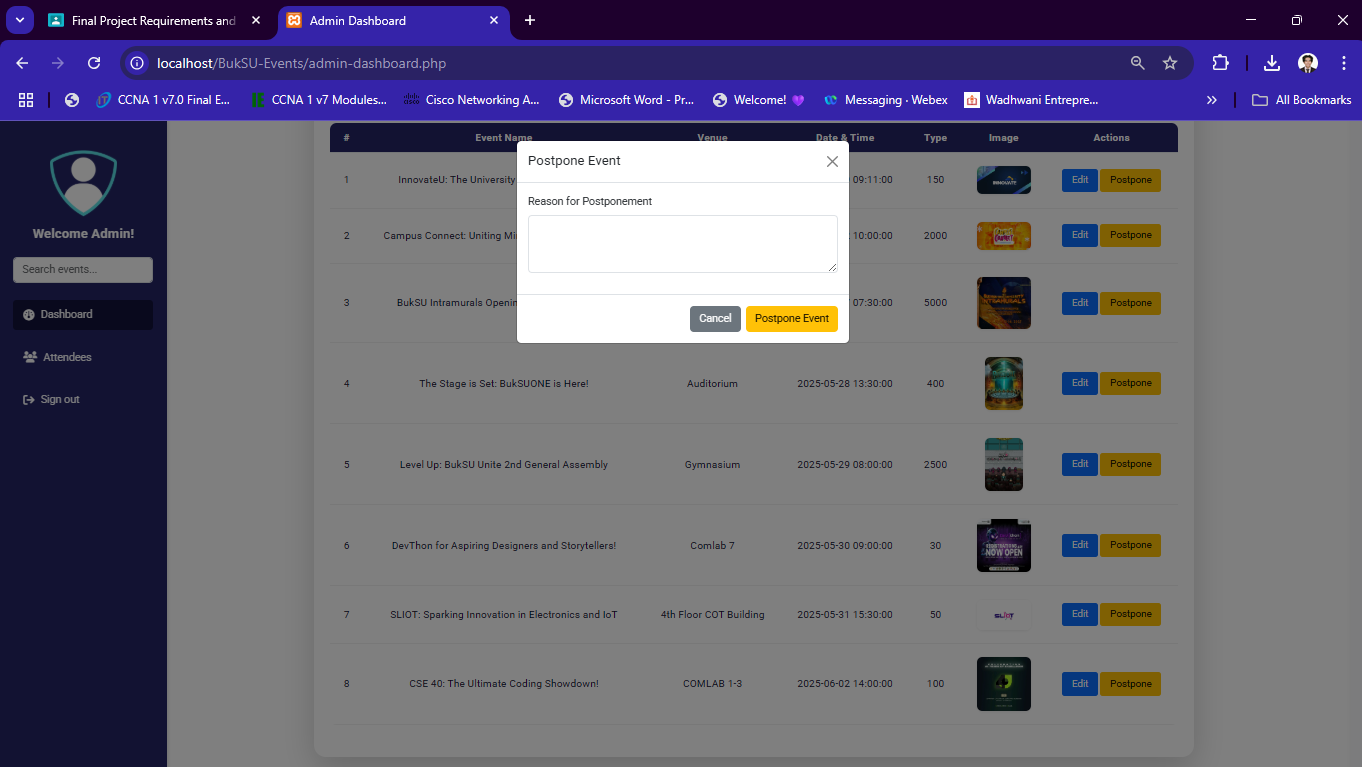 Final Project Requirements and
Admin Dashboard
localhost/BukSU-Events/admin-dashboard.php
CCNA 1 v7.0 Final E...
CCNA 1 v7 Modules...
Cisco Networking A...
Microsoft Word - Pr...
Welcome! 💜
Messaging · Webex
Wadhwani Entrepre...
All Bookmarks
Welcome Admin!
Search events...
Dashboard
Attendees
Sign out
# Event Name Venue Date & Time Type Image Actions
1 InnovateU: The University 09:11:00 150 INNOVATE Edit Postpone
2 Campus Connect: Uniting 10:00:00 2000 Edit Postpone
3 BukSU Intramurals 07:30:00 5000 INTRAMURALS Edit Postpone
4 The Stage is Set: BukSUONE is Here! Auditorium 2025-05-28 13:30:00 400 Edit Postpone
5 Level Up: BukSU Unite 2nd General Assembly Gymnasium 2025-05-29 08:00:00 2500 Edit Postpone
6 DevThon for Aspiring Designers and Storytellers! Comlab 7 2025-05-30 09:00:00 30 NOW OPEN Edit Postpone
7 SLIOT: Sparking Innovation in Electronics and IoT 4th Floor COT Building 2025-05-31 15:30:00 50 SLIOT Edit Postpone
8 CSE 40: The Ultimate Coding Showdown! COMLAB 1-3 2025-06-02 14:00:00 100 Edit Postpone
Postpone Event
Reason for Postponement
Cancel
Postpone Event